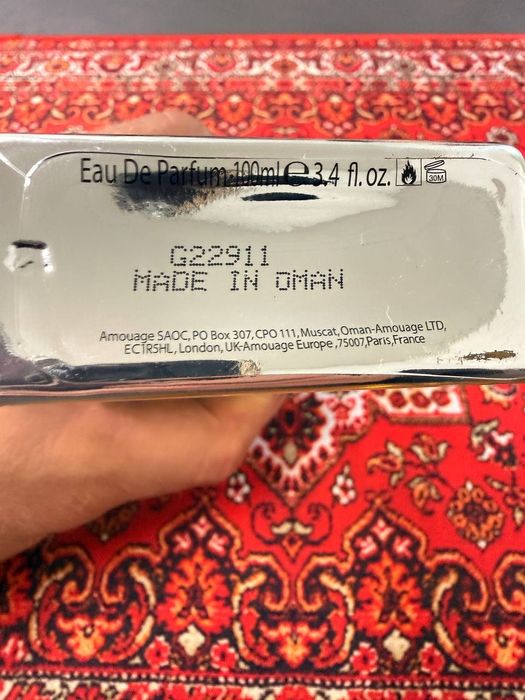 Eau De Parfum 100ml ℮ 3.4 fl.oz.
30M
G22911
MADE IN OMAN
Amouage SAOC, PO Box 307, CPO 111, Muscat, Oman-Amouage LTD,
EC1R5HL, London, UK-Amouage Europe ,75007,Paris,France